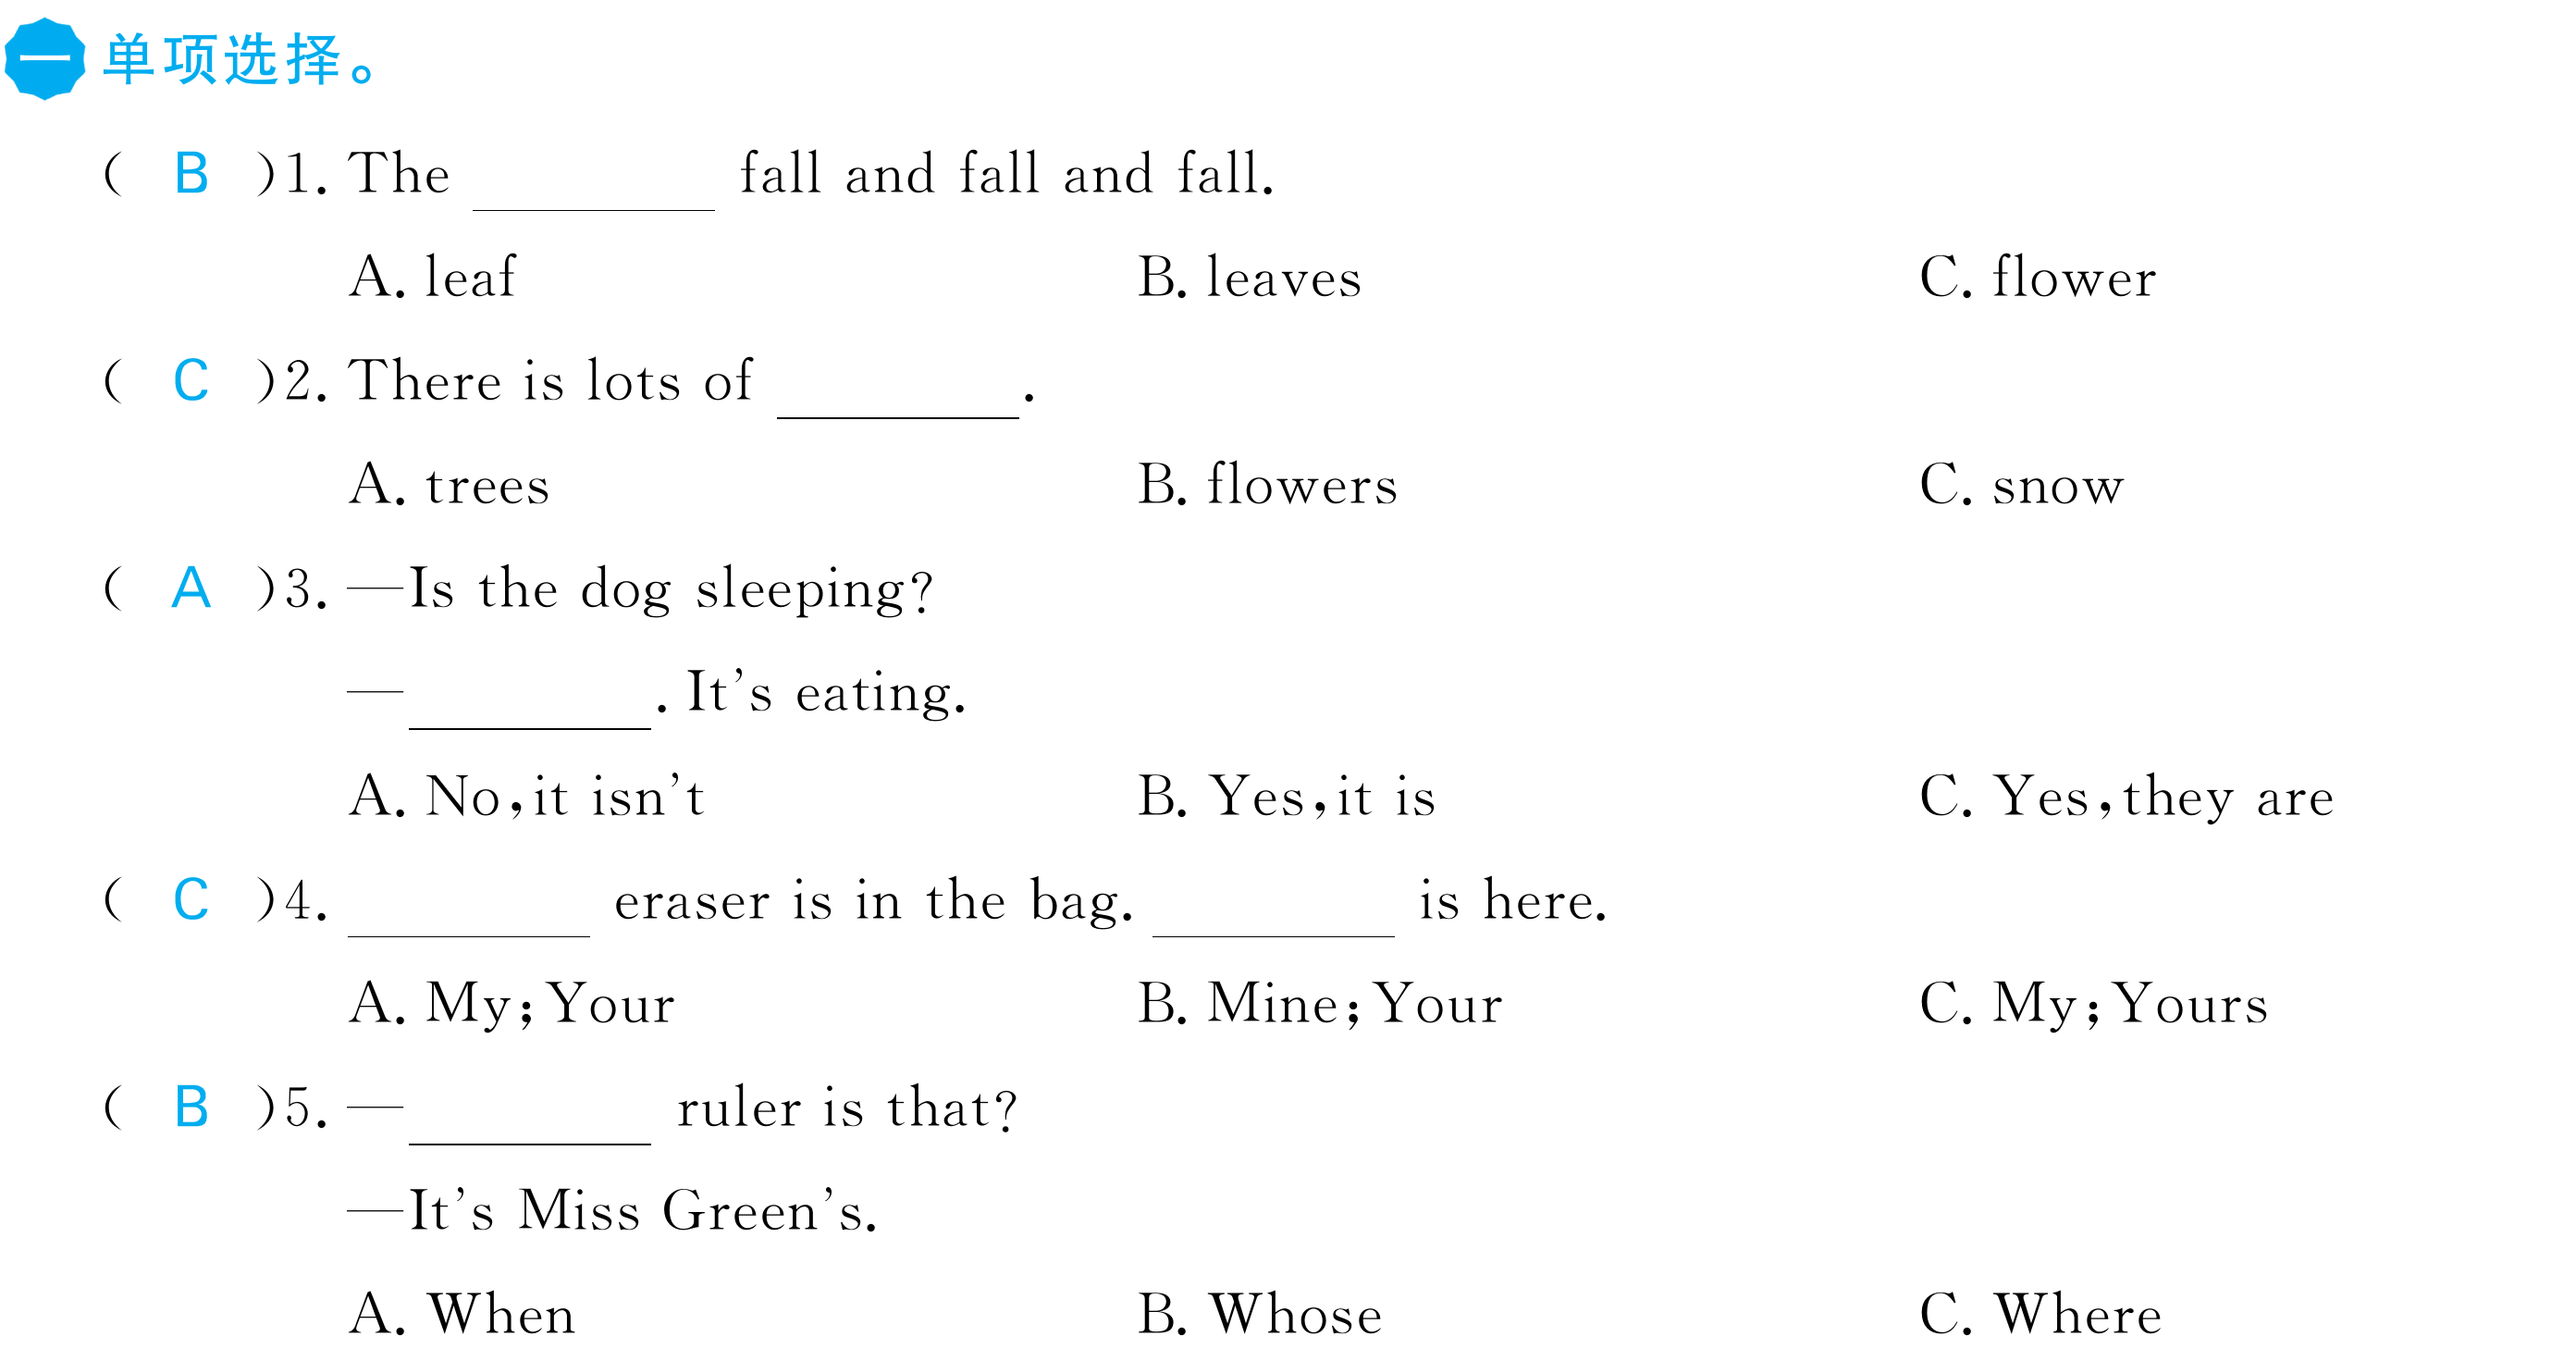 一 单项选择。
( B )1. The ________ fall and fall and fall.
A. leaf B. leaves C. flower
( C )2. There is lots of ________.
A. trees B. flowers C. snow
( A )3. —Is the dog sleeping?
—________. It's eating.
A. No,it isn't B. Yes,it is C. Yes,they are
( C )4. ________ eraser is in the bag. ________ is here.
A. My;Your B. Mine;Your C. My;Yours
( B )5. —________ ruler is that?
—It's Miss Green's.
A. When B. Whose C. Where